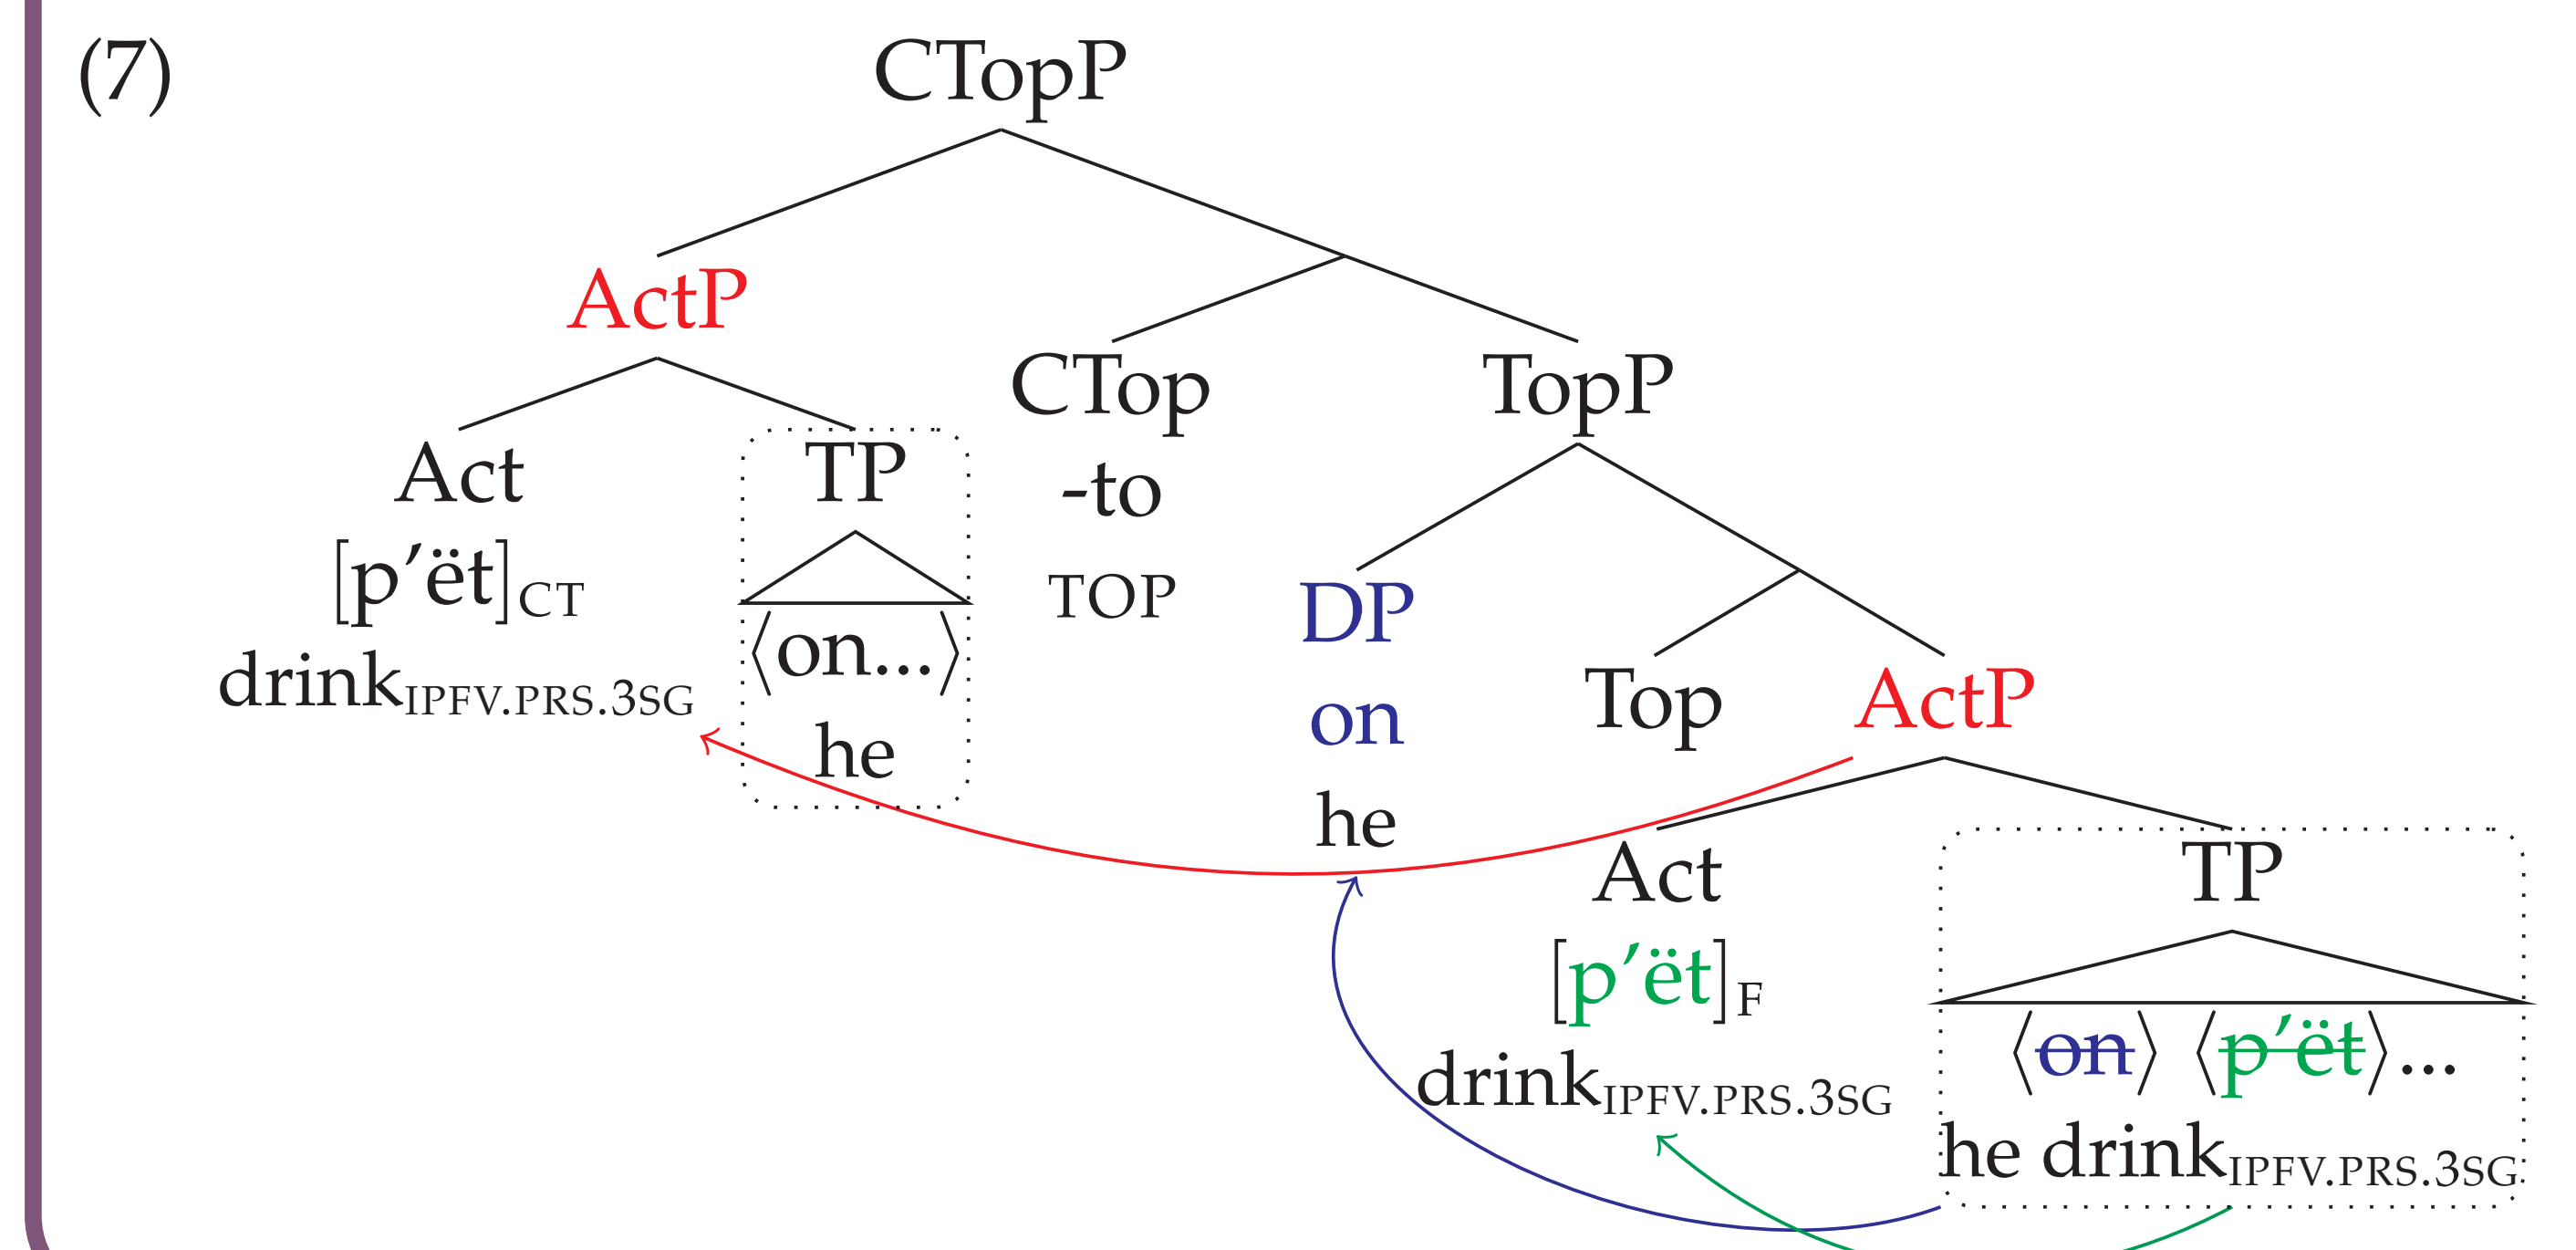 (7) CTopP
ActP
CTop TopP
Act TP
-to
[p’ët]CT
TOP
DP
⟨on...⟩
drinkIPFV.PRS.3SG
Top ActP
on
he
he
Act TP
[p’ët]F
⟨on⟩ ⟨p’ët⟩...
drinkIPFV.PRS.3SG
he drinkIPFV.PRS.3SG